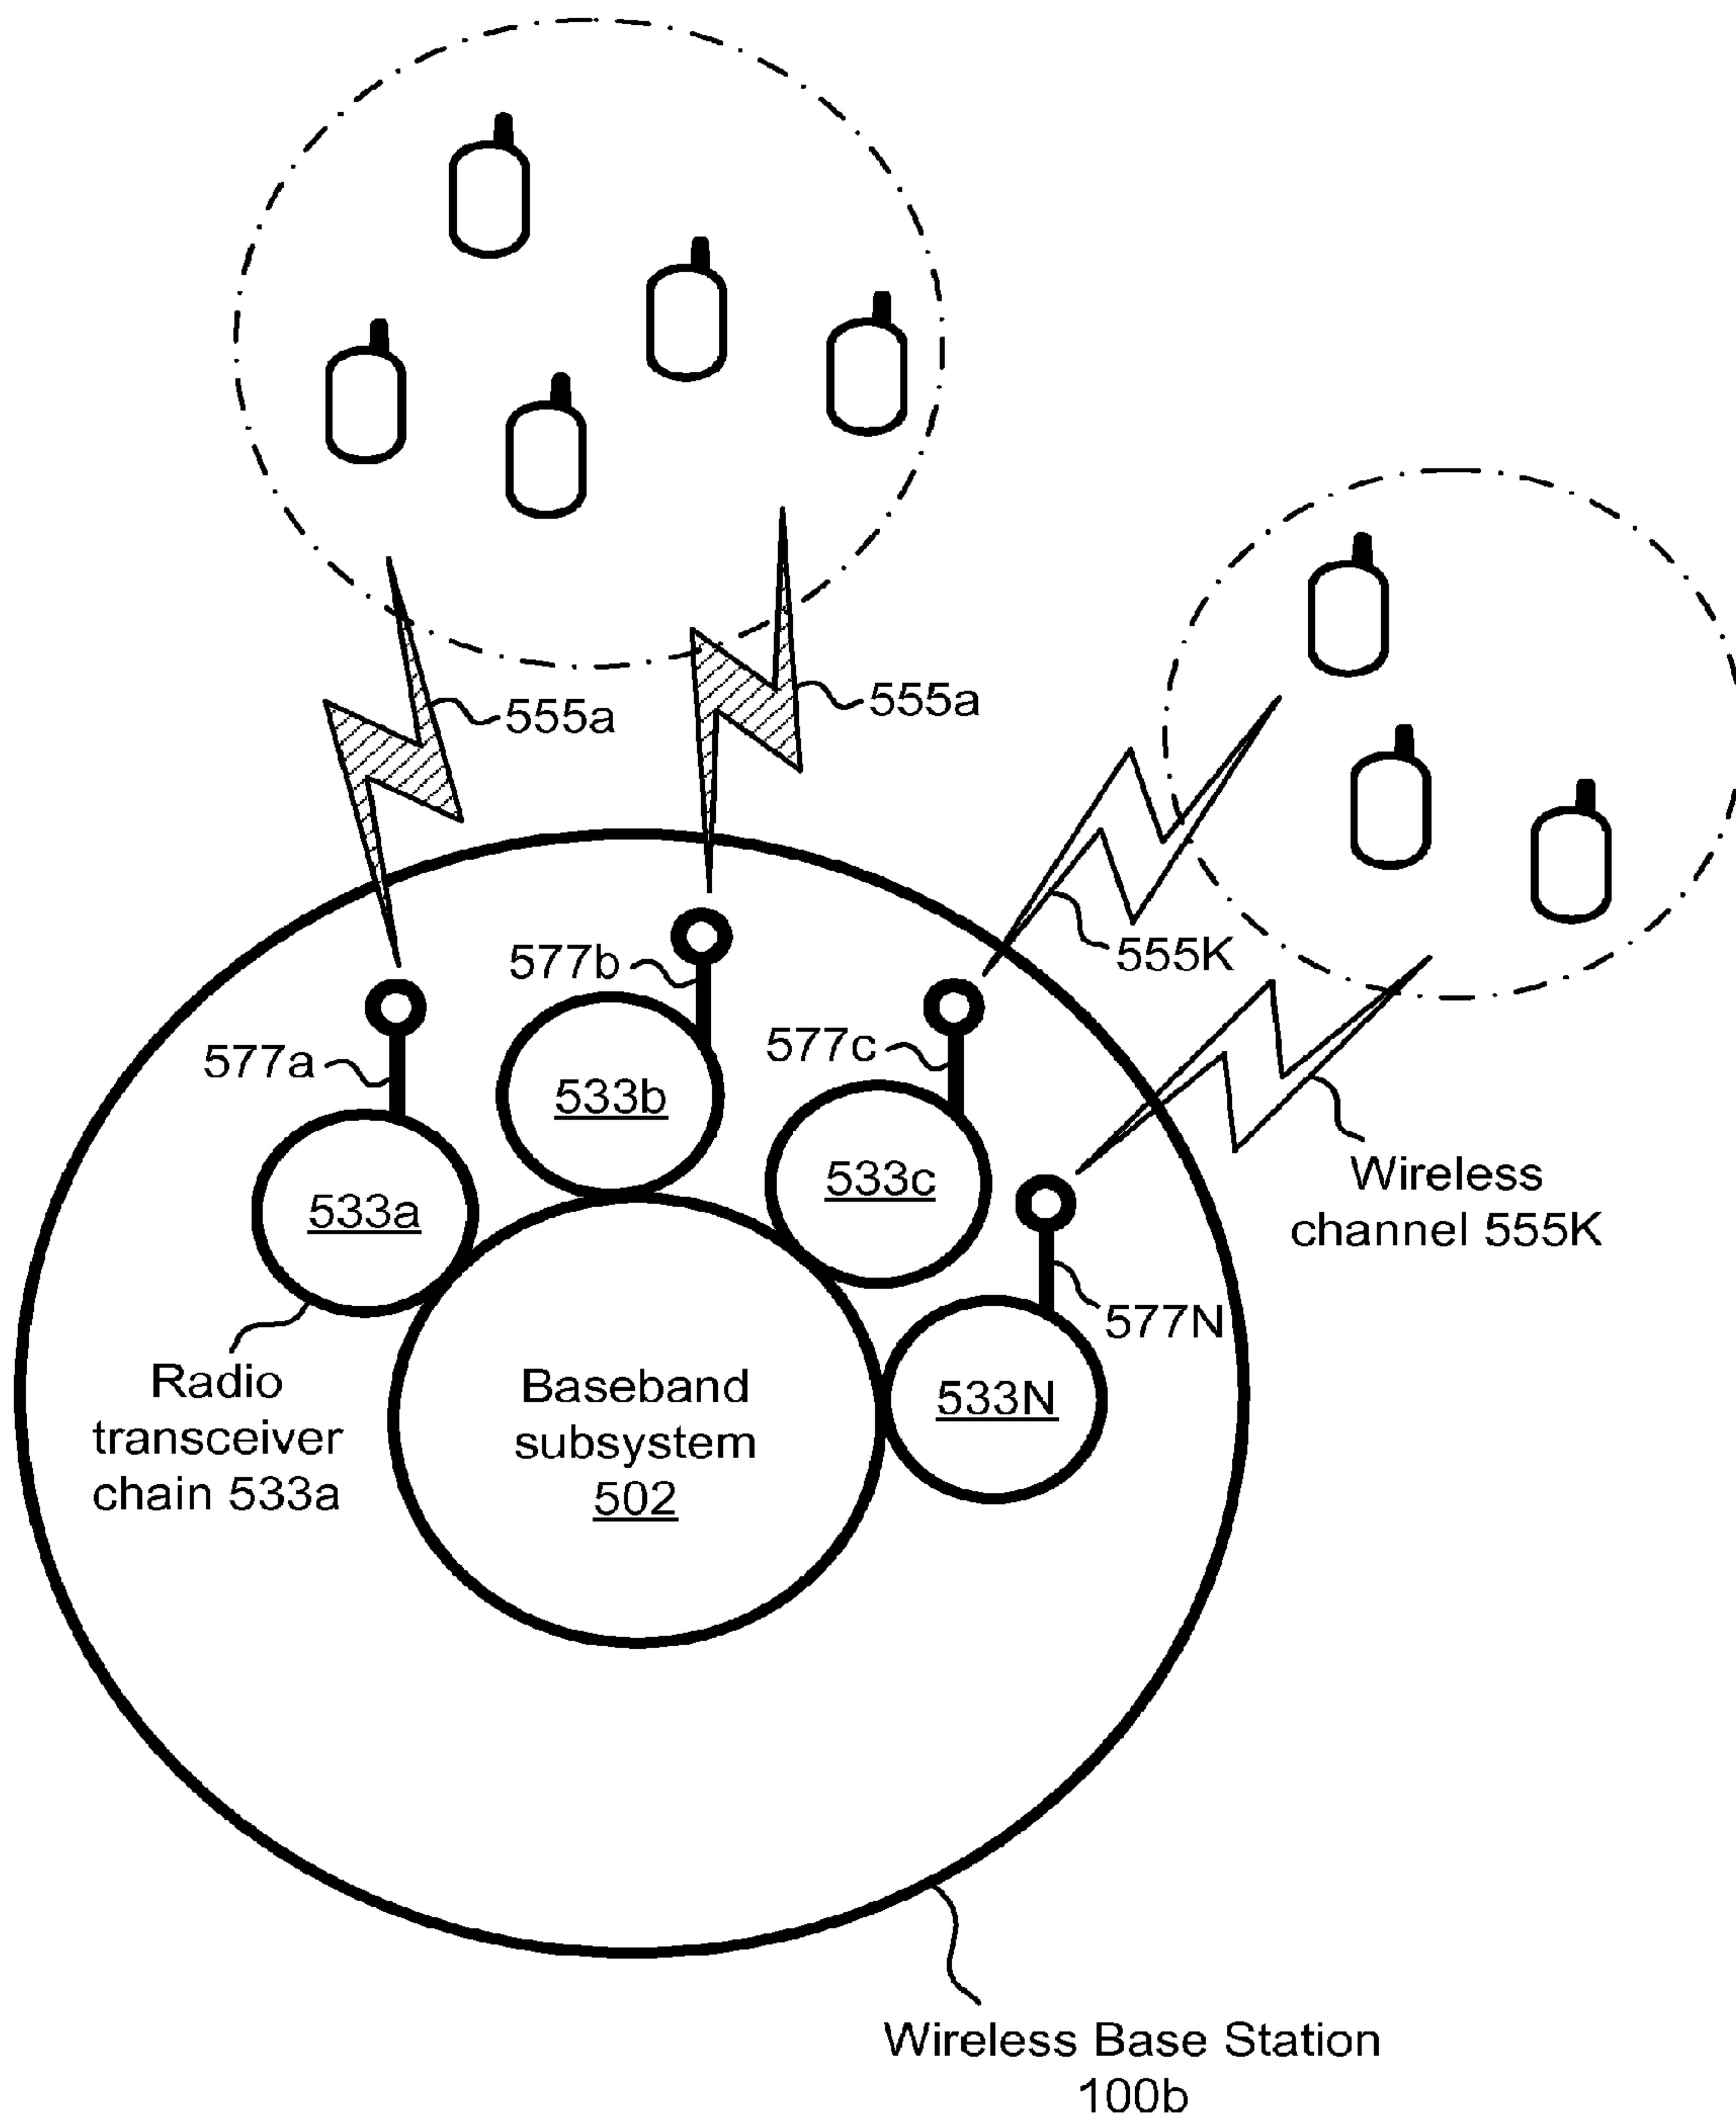 555a
555a
555K
577b
577a
577c
533b
533c
533a
Wireless
channel 555K
577N
Radio
transceiver
chain 533a
Baseband
subsystem
502
533N
Wireless Base Station
100b